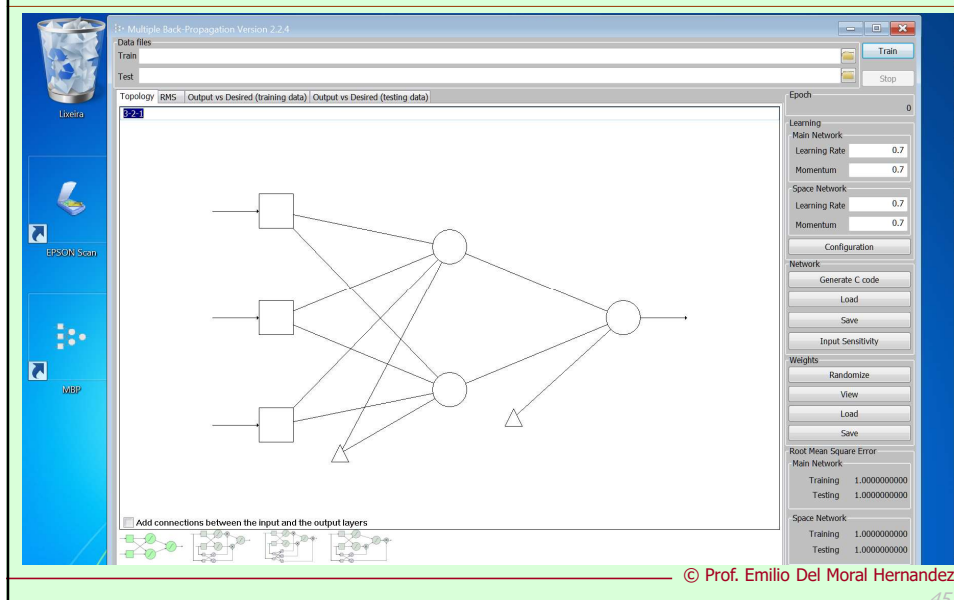 Lixeira
EPSON Scan
MBP
Multiple Back-Propagation Version 2.2.4
Data files
Train
Train
Test
Stop
Topology RMS Output vs Desired (training data) Output vs Desired (testing data)
3-2-1
Add connections between the input and the output layers
Epoch
0
Learning
Main Network
Learning Rate 0.7
Momentum 0.7
Space Network
Learning Rate 0.7
Momentum 0.7
Configuration
Network
Generate C code
Load
Save
Input Sensitivity
Weights
Randomize
View
Load
Save
Root Mean Square Error
Main Network
Training 1.0000000000
Testing 1.0000000000
Space Network
Training 1.0000000000
Testing 1.0000000000
© Prof. Emilio Del Moral Hernandez
45